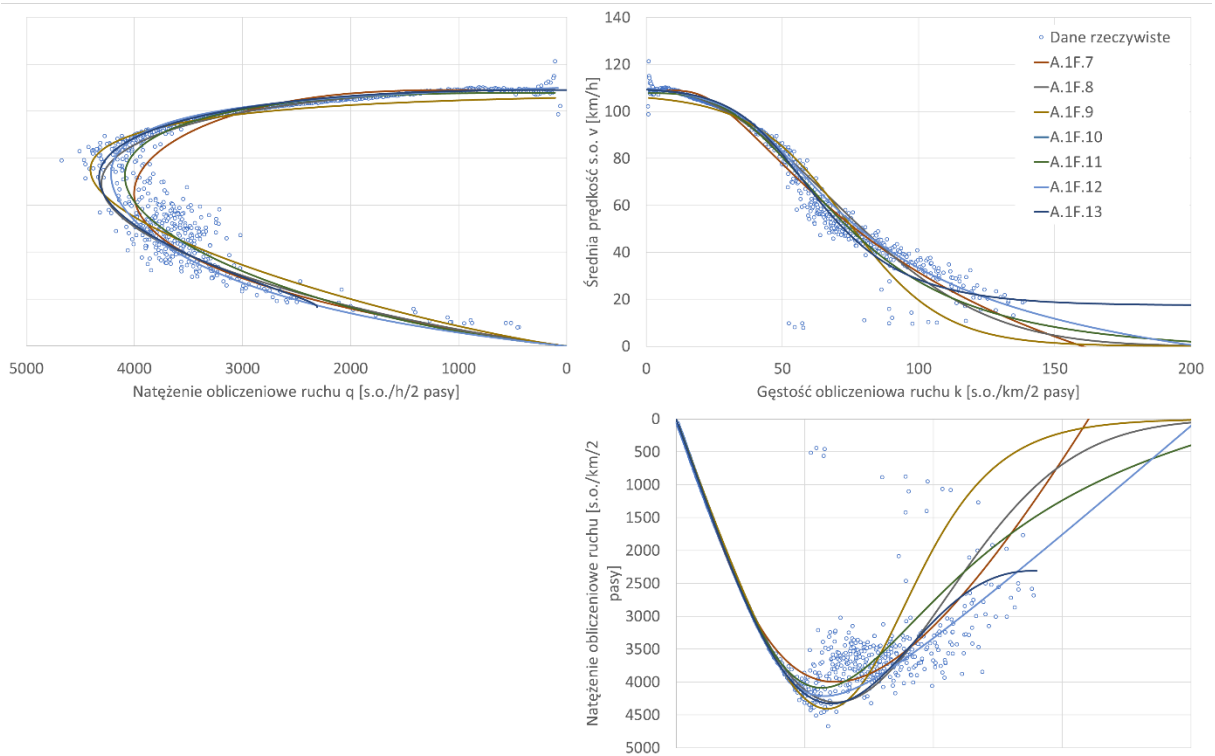 5000
4000
3000
2000
1000
0
Natężenie obliczeniowe ruchu q [s.o./h/2 pasy]
Średnia prędkość s.o. v [km/h]
140
120
100
80
60
40
20
0
0
50
100
150
200
Gęstość obliczeniowa ruchu k [s.o./km/2 pasy]
Dane rzeczywiste
A.1F.7
A.1F.8
A.1F.9
A.1F.10
A.1F.11
A.1F.12
A.1F.13
Natężenie obliczeniowe ruchu [s.o./km/2
pasy]
0
500
1000
1500
2000
2500
3000
3500
4000
4500
5000